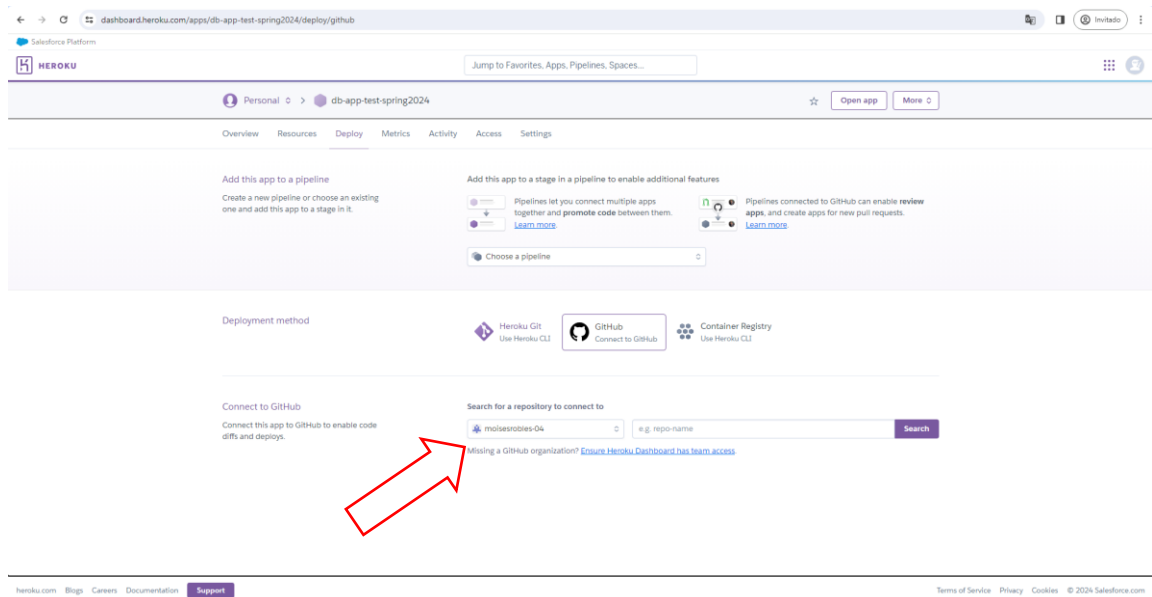 dashboard.heroku.com/apps/db-app-test-spring2024/deploy/github
Invitado
Salesforce Platform
HEROKU
Jump to Favorites, Apps, Pipelines, Spaces...
Personal > db-app-test-spring2024
Open app
More
Overview Resources Deploy Metrics Activity Access Settings
Add this app to a pipeline
Create a new pipeline or choose an existing
one and add this app to a stage in it.
Add this app to a stage in a pipeline to enable additional features
Pipelines let you connect multiple apps
together and promote code between them.
Learn more.
Pipelines connected to GitHub can enable review
apps, and create apps for new pull requests.
Learn more.
Choose a pipeline
Deployment method
Heroku Git
Use Heroku CLI
GitHub
Connect to GitHub
Container Registry
Use Heroku CLI
Connect to GitHub
Connect this app to GitHub to enable code
diffs and deploys.
Search for a repository to connect to
moisesrobles-04
e.g. repo-name
Search
Missing a GitHub organization? Ensure Heroku Dashboard has team access.
heroku.com Blogs Careers Documentation Support
Terms of Service Privacy Cookies © 2024 Salesforce.com